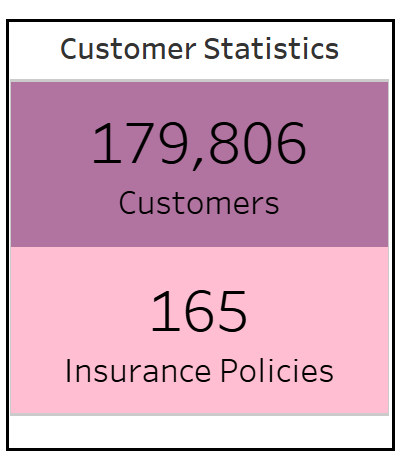 Customer Statistics
179,806
Customers
165
Insurance Policies